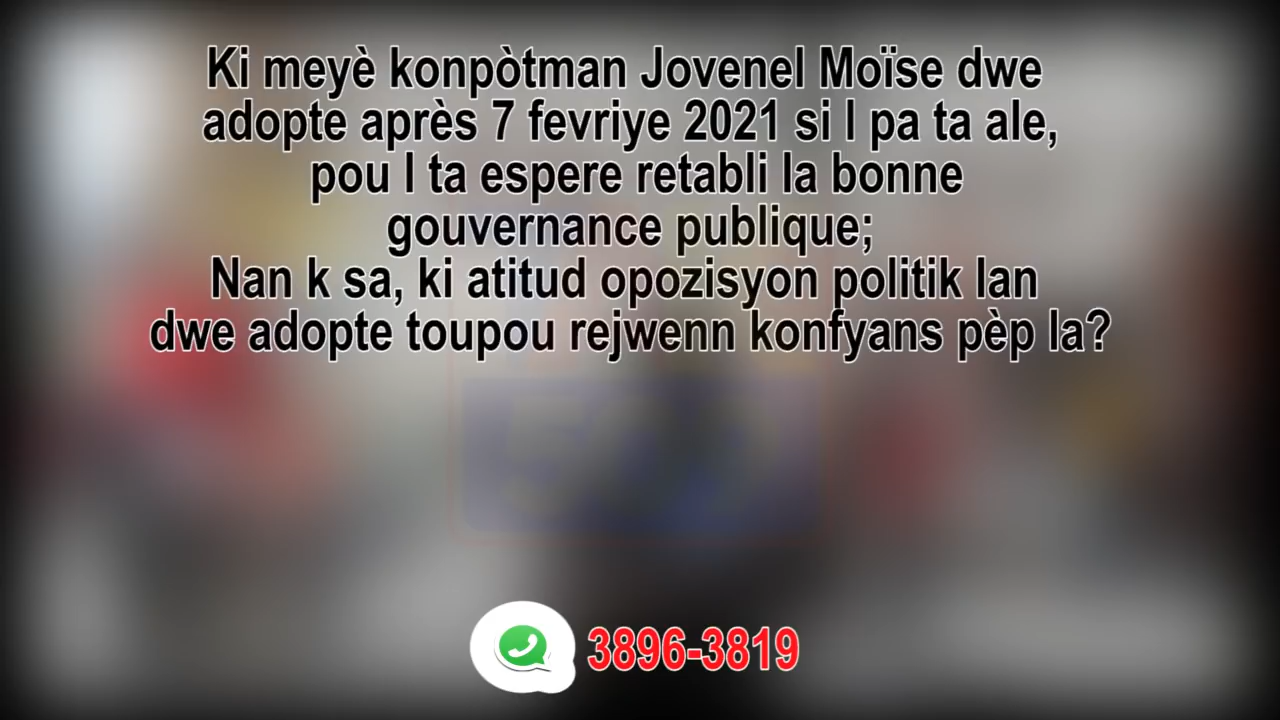 Ki meyè konpòtman Jovenel Moïse dwe
adopte après 7 fevriye 2021 si l pa ta ale,
pou l ta espere retabli la bonne
gouvernance publique;
Nan k sa, ki atitud opozisyon politik lan
dwe adopte toupou rejwenn konfyans pèp la?
3896-3819